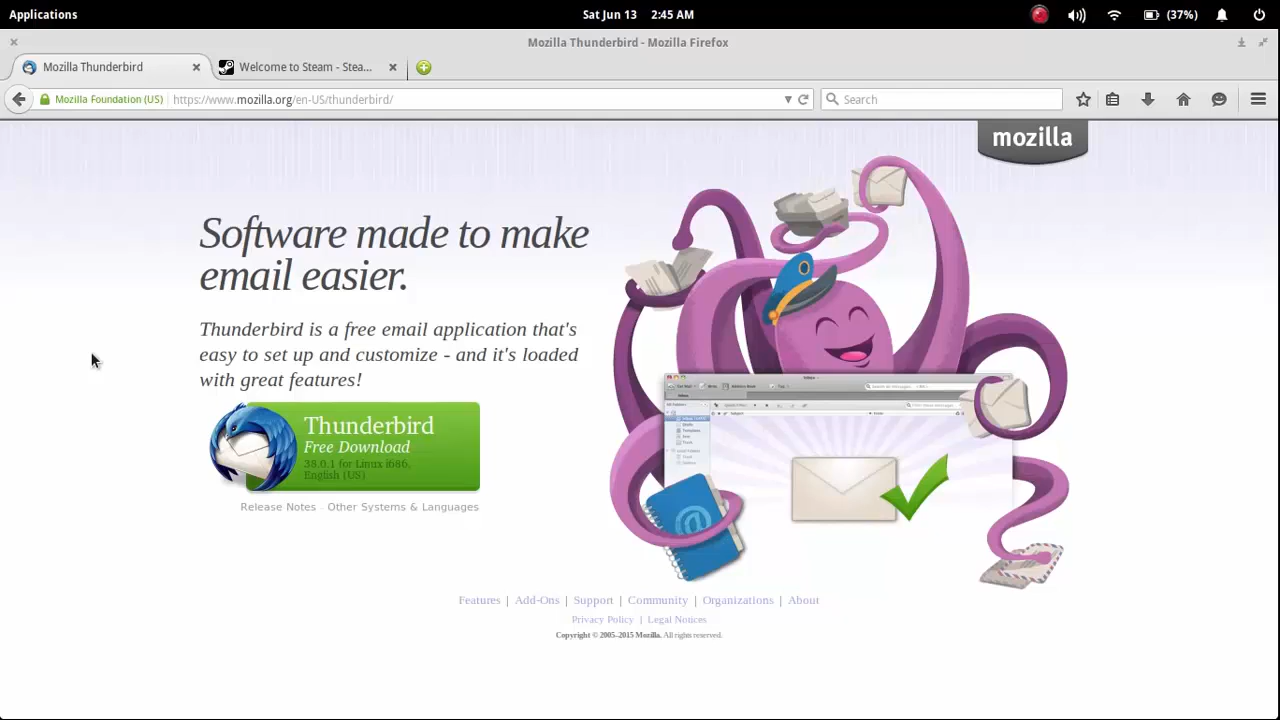 Applications
Sat Jun 13 2:45 AM
(37%)
Mozilla Thunderbird - Mozilla Firefox
Mozilla Thunderbird
Welcome to Steam - Stea...
Mozilla Foundation (US)
https://www.mozilla.org/en-US/thunderbird/
Search
mozilla
Software made to make
email easier.
Thunderbird is a free email application that's
easy to set up and customize - and it's loaded
with great features!
Thunderbird
Free Download
38.0.1 for Linux i686,
English (US)
Release Notes - Other Systems & Languages
@
Features | Add-Ons | Support | Community | Organizations | About
Privacy Policy | Legal Notices
Copyright © 2005–2015 Mozilla. All rights reserved.